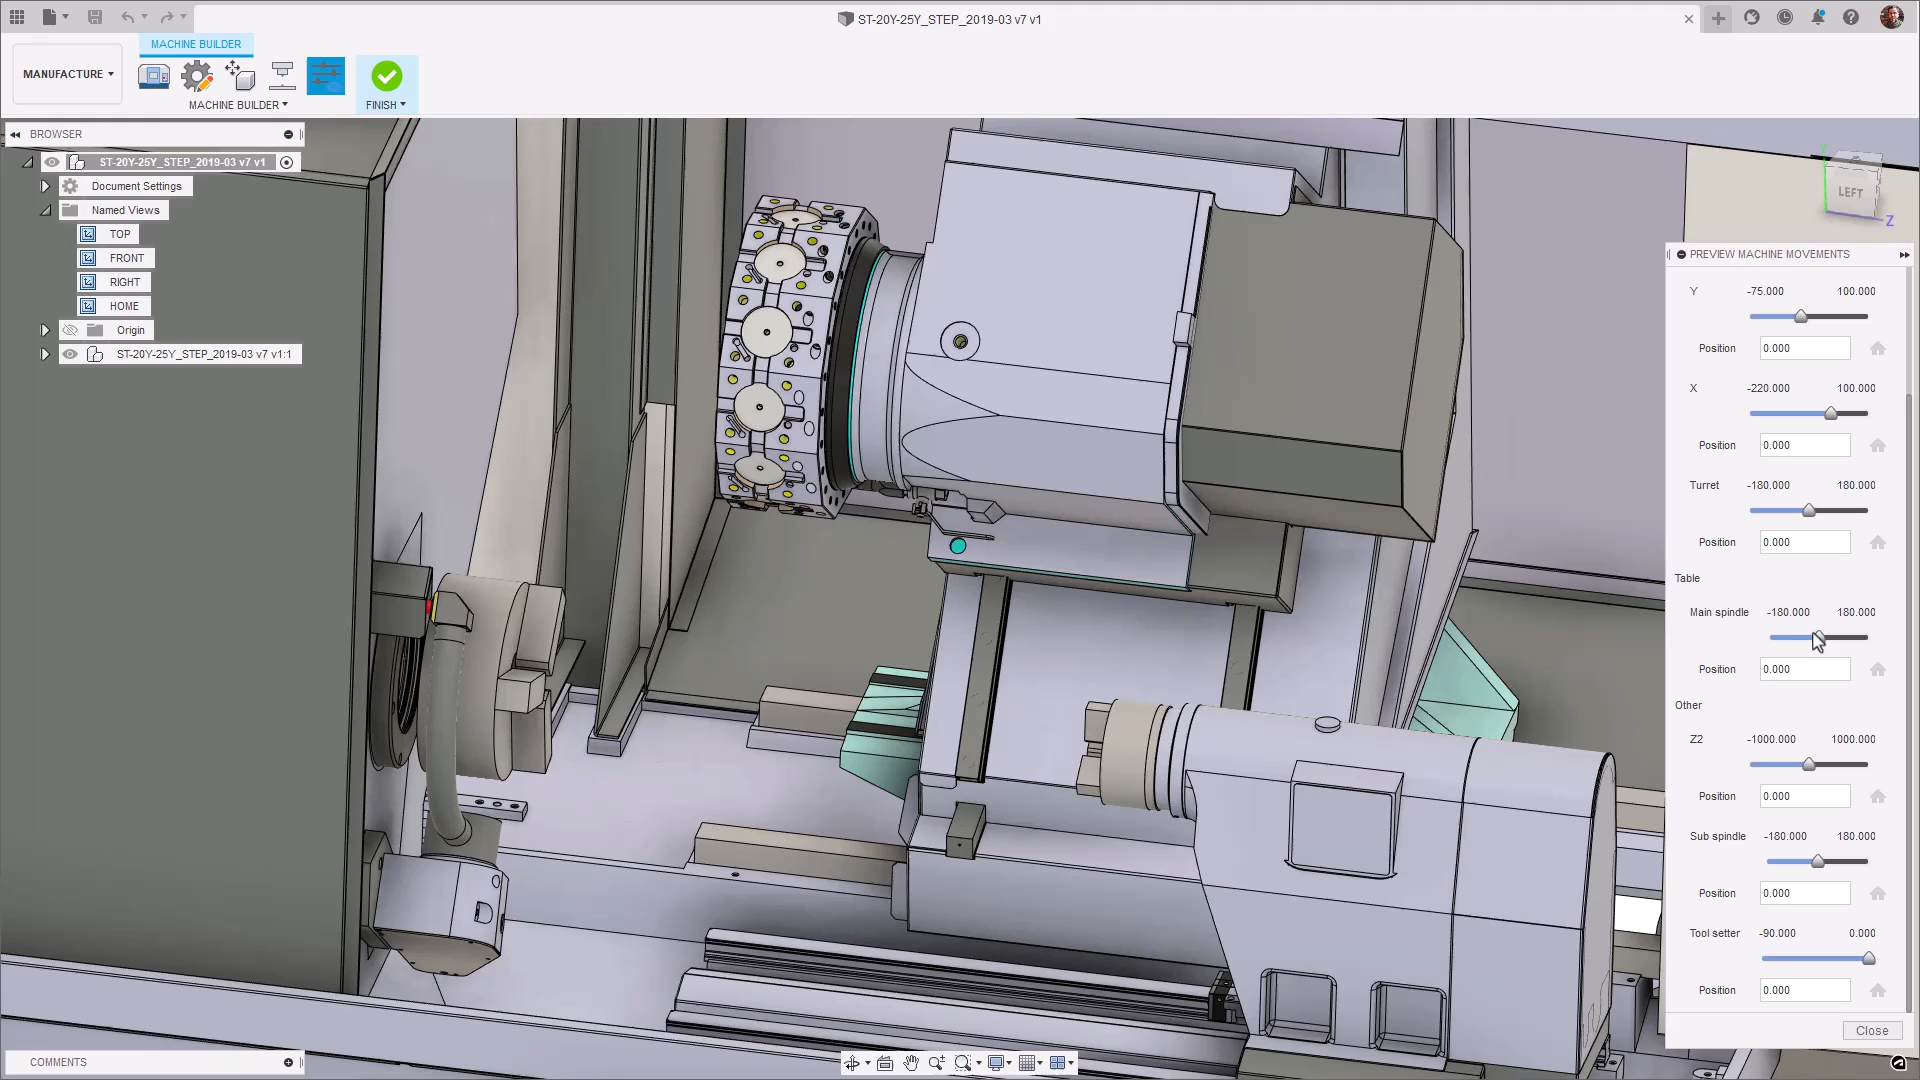 ST-20Y-25Y_STEP_2019-03 v7 v1
MACHINE BUILDER
MANUFACTURE
MACHINE BUILDER
FINISH
BROWSER
ST-20Y-25Y_STEP_2019-03 v7 v1
Document Settings
Named Views
TOP
FRONT
RIGHT
HOME
Origin
ST-20Y-25Y_STEP_2019-03 v7 v1:1
Y
LEFT
Z
PREVIEW MACHINE MOVEMENTS
Y -75.000 100.000
Position 0.000
X -220.000 100.000
Position 0.000
Turret -180.000 180.000
Position 0.000
Table
Main spindle -180.000 180.000
Position 0.000
Other
Z2 -1000.000 1000.000
Position 0.000
Sub spindle -180.000 180.000
Position 0.000
Tool setter -90.000 0.000
Position 0.000
Close
COMMENTS